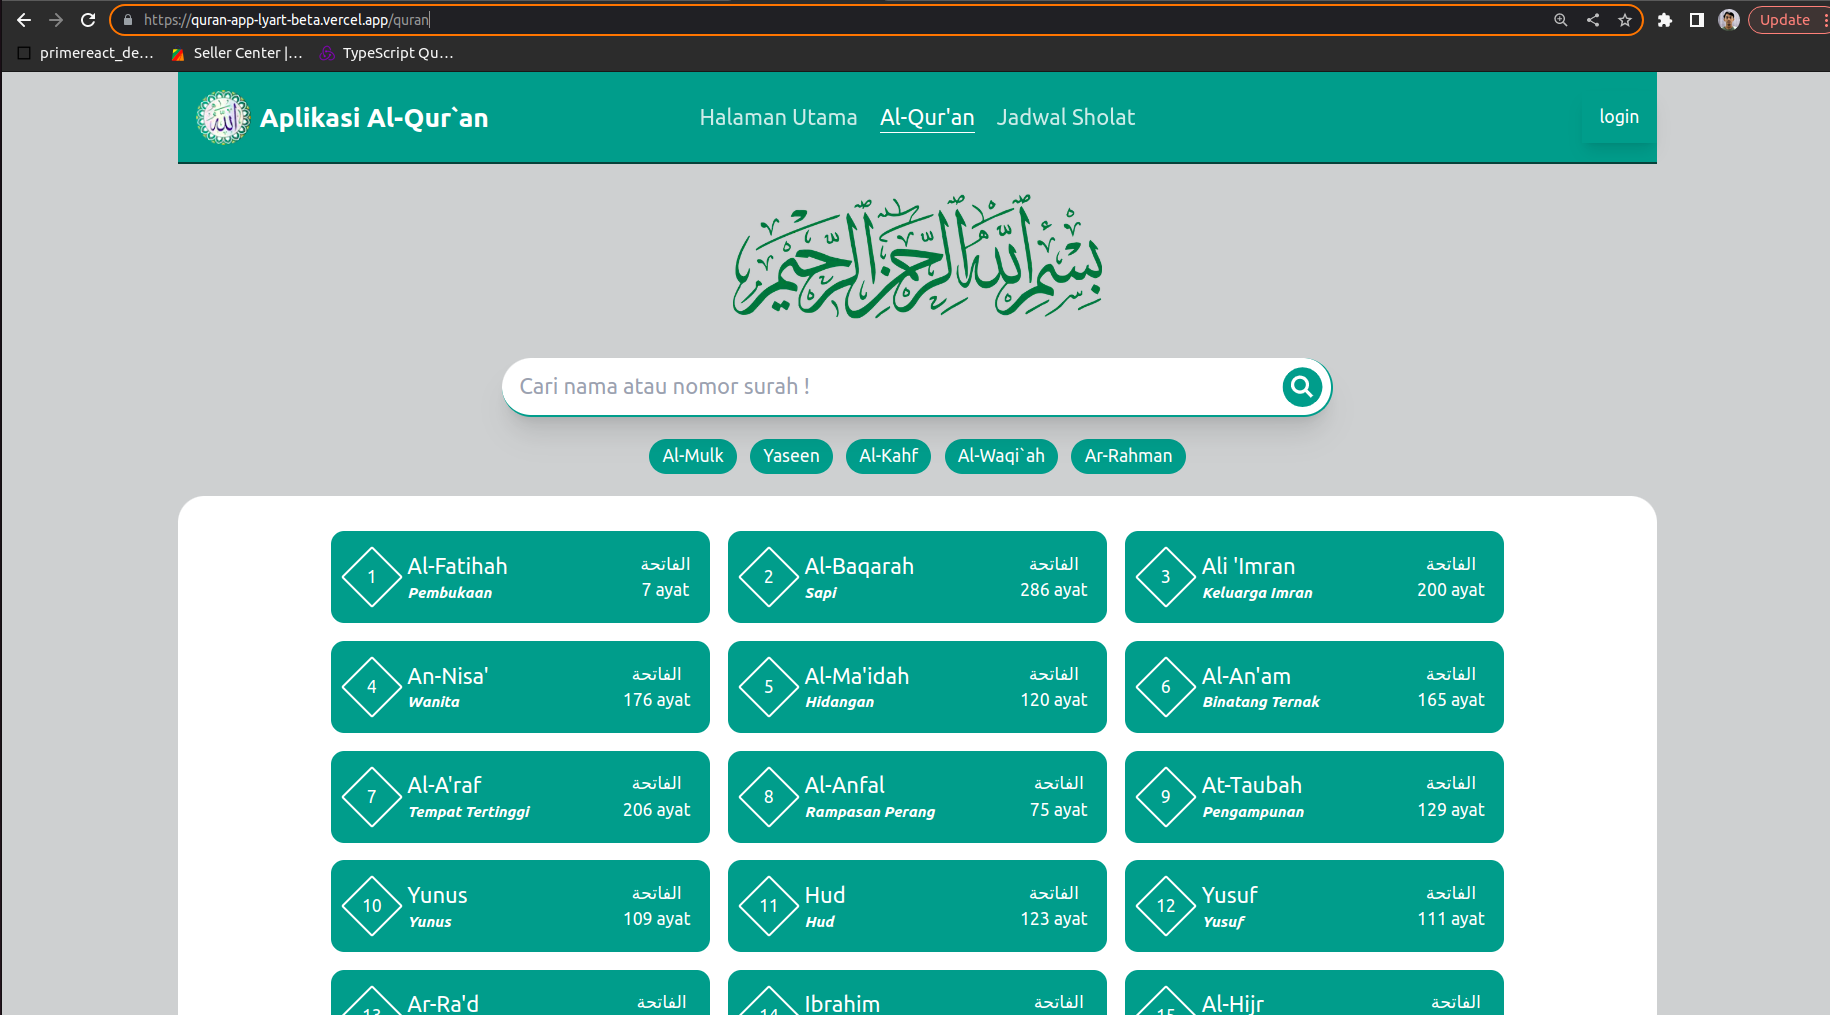 https://quran-app-lyart-beta.vercel.app/quran
Update
primereact_de... Seller Center |... TypeScript Qu...
Aplikasi Al-Qur`an
Halaman Utama Al-Qur'an Jadwal Sholat
login
بِسْمِ ٱللَّهِ ٱلرَّحْمَٰنِ ٱلرَّحِيمِ
Cari nama atau nomor surah !
Al-Mulk Yaseen Al-Kahf Al-Waqi`ah Ar-Rahman
1 Al-Fatihah الفاتحة
Pembukaan 7 ayat
2 Al-Baqarah الفاتحة
Sapi 286 ayat
3 Ali 'Imran الفاتحة
Keluarga Imran 200 ayat
4 An-Nisa' الفاتحة
Wanita 176 ayat
5 Al-Ma'idah الفاتحة
Hidangan 120 ayat
6 Al-An'am الفاتحة
Binatang Ternak 165 ayat
7 Al-A'raf الفاتحة
Tempat Tertinggi 206 ayat
8 Al-Anfal الفاتحة
Rampasan Perang 75 ayat
9 At-Taubah الفاتحة
Pengampunan 129 ayat
10 Yunus الفاتحة
Yunus 109 ayat
11 Hud الفاتحة
Hud 123 ayat
12 Yusuf الفاتحة
Yusuf 111 ayat
13 Ar-Ra'd الفاتحة
14 Ibrahim الفاتحة
15 Al-Hijr الفاتحة